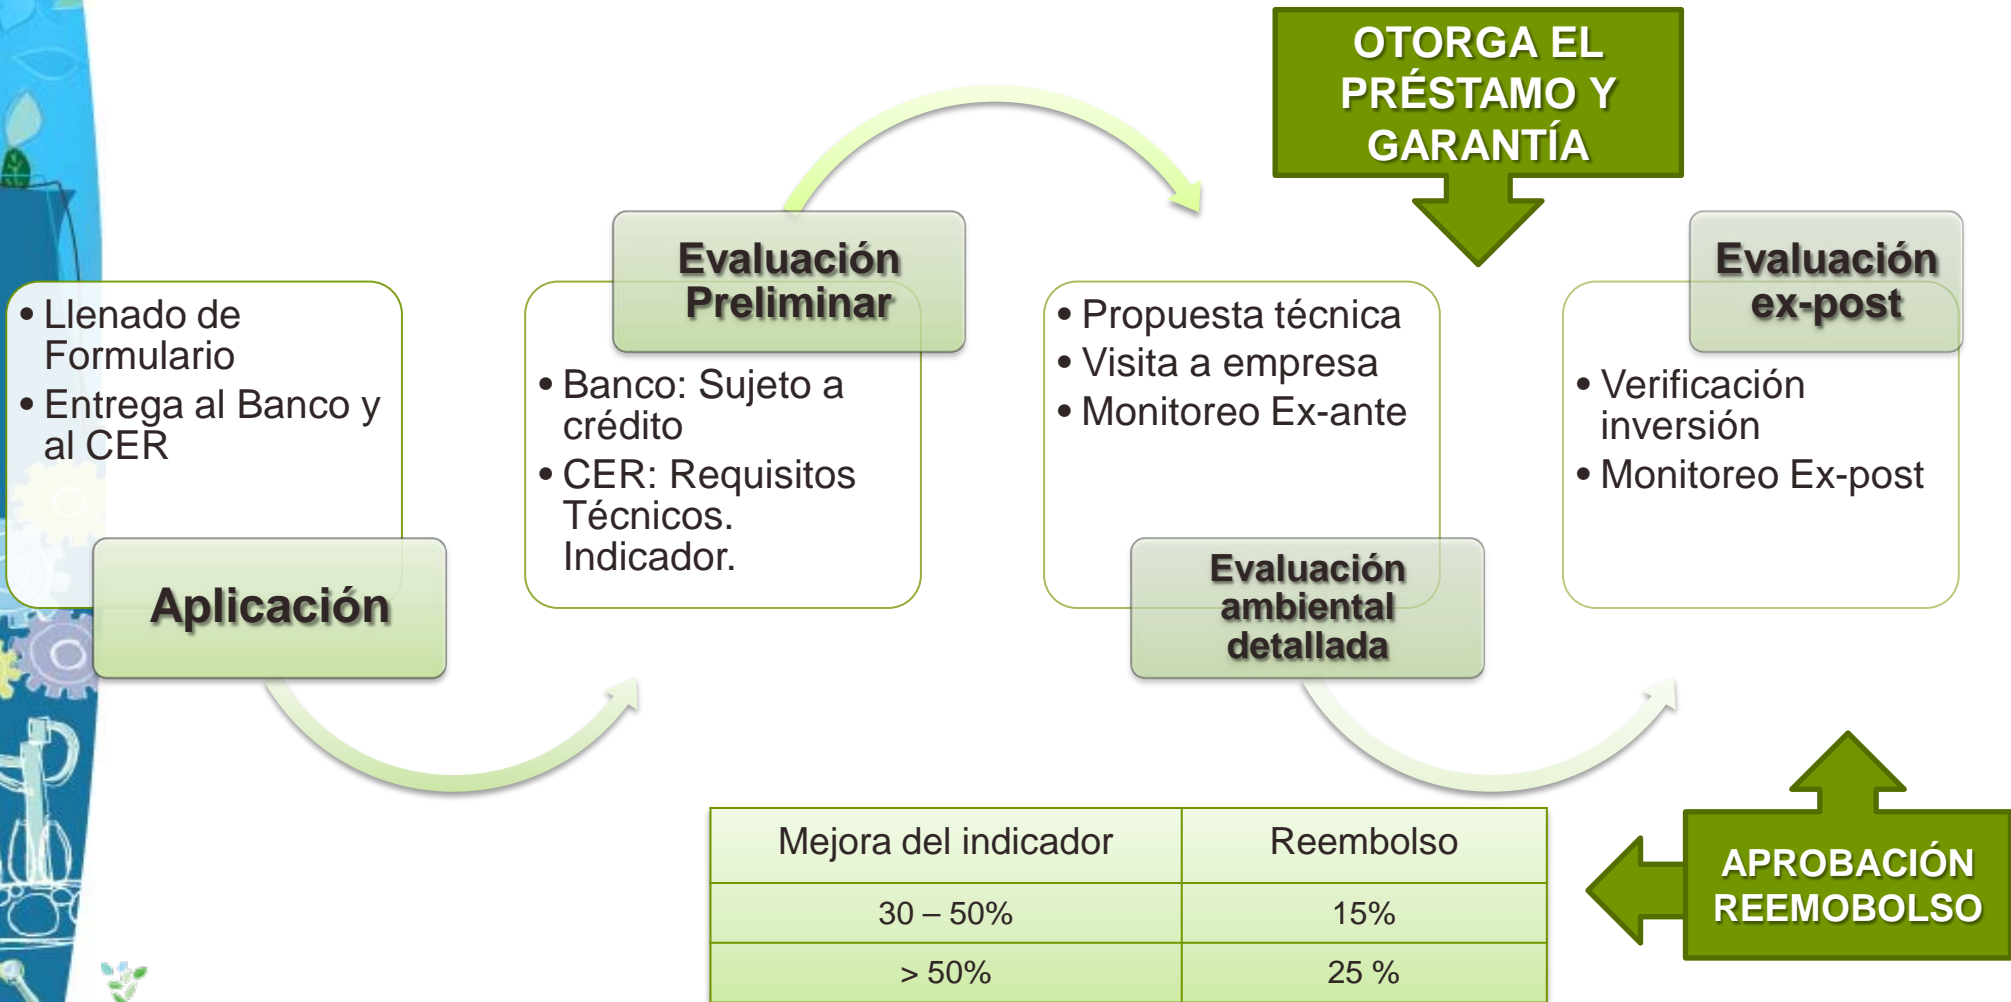 OTORGA EL
PRÉSTAMO Y
GARANTÍA
• Llenado de
Formulario
• Entrega al Banco y
al CER
Aplicación
Evaluación
Preliminar
• Banco: Sujeto a
crédito
• CER: Requisitos
Técnicos.
Indicador.
• Propuesta técnica
• Visita a empresa
• Monitoreo Ex-ante
Evaluación
ambiental
detallada
Evaluación
ex-post
• Verificación
inversión
• Monitoreo Ex-post
Mejora del indicador Reembolso
30 – 50% 15%
> 50% 25 %
APROBACIÓN
REEMOBOLSO